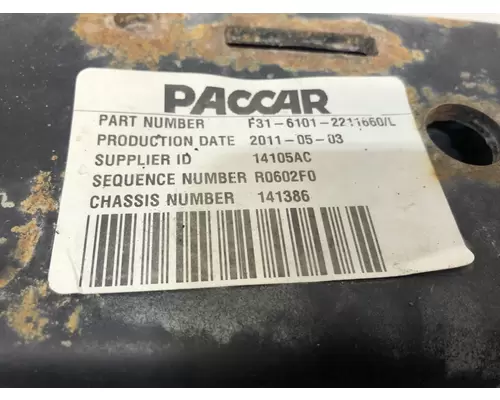 PACCAR
PART NUMBER F31-6101-2211660/L
PRODUCTION DATE 2011-05-03
SUPPLIER ID 14105AC
SEQUENCE NUMBER R0602F0
CHASSIS NUMBER 141386